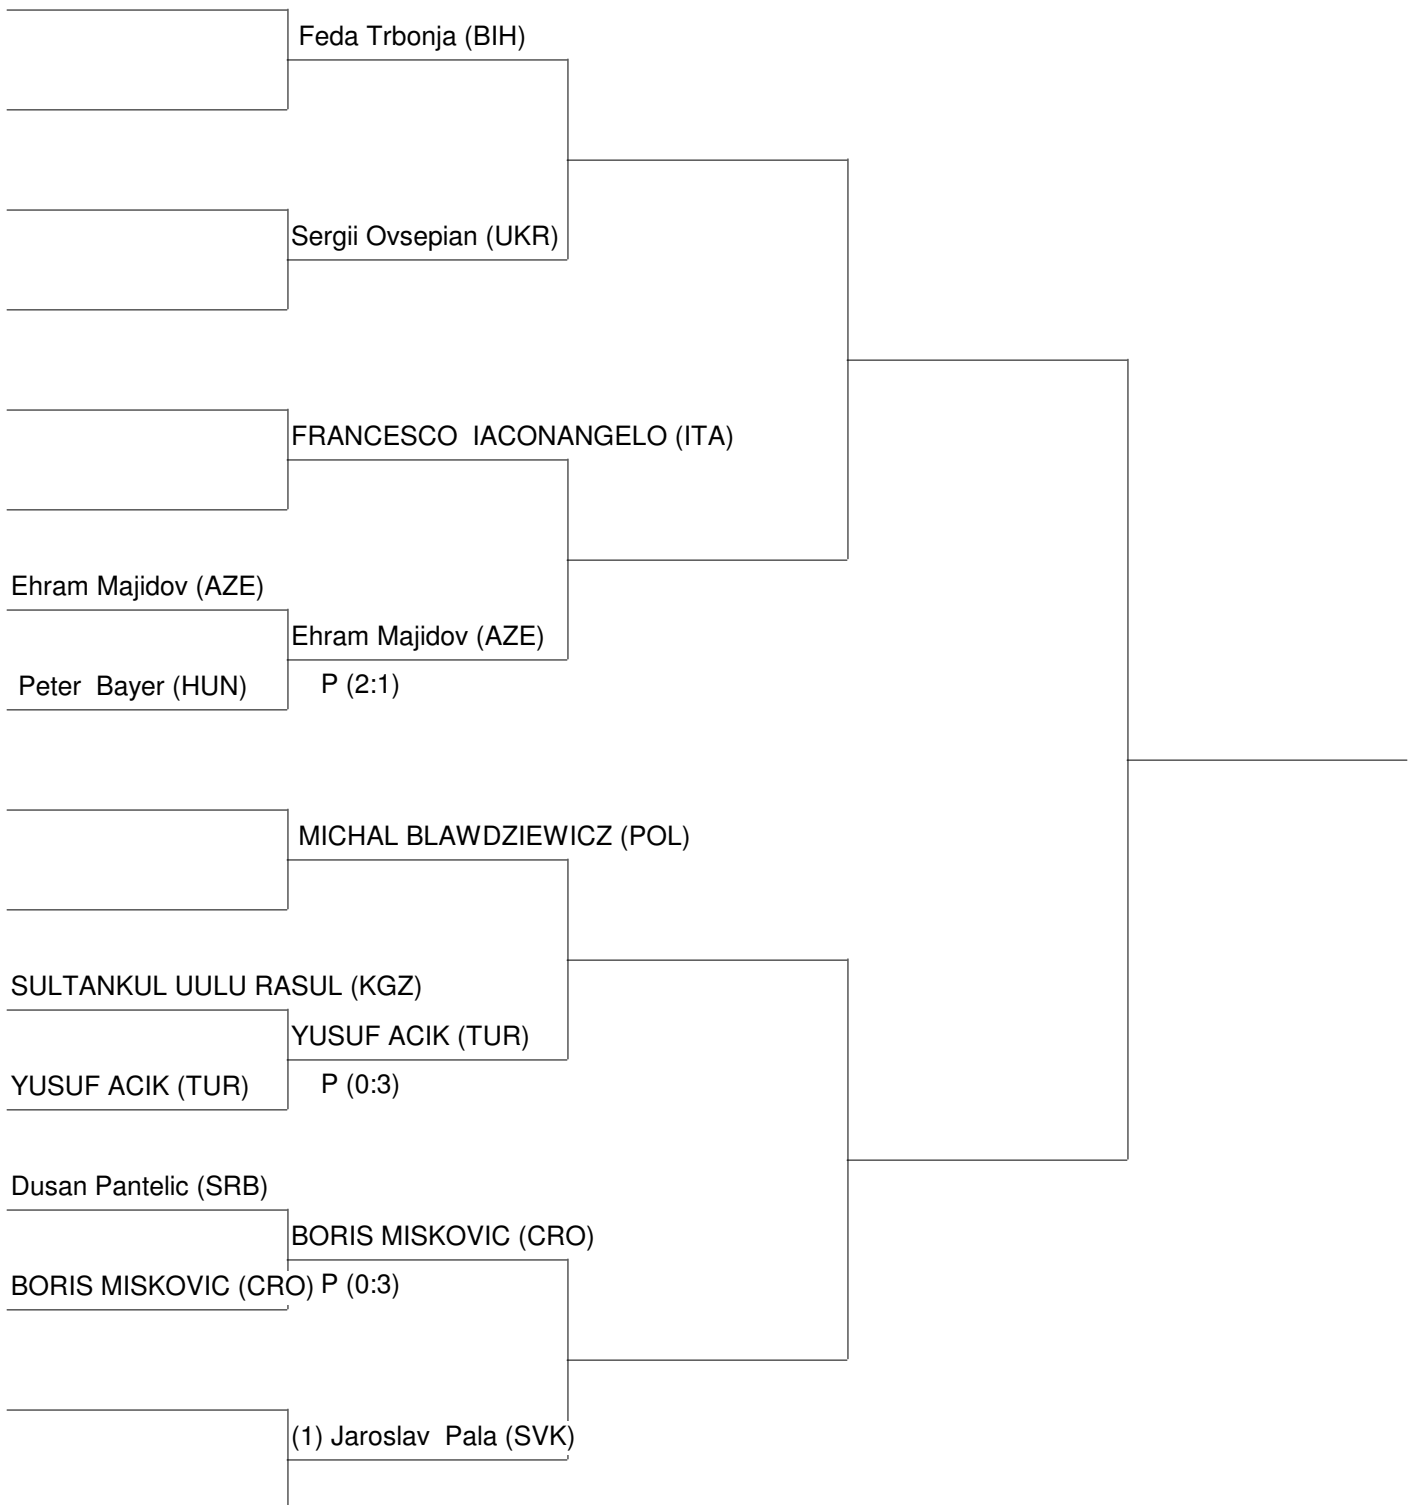 Feda Trbonja (BIH)
Sergii Ovsepian (UKR)
FRANCESCO  IACONANGELO (ITA)
Ehram Majidov (AZE)
Ehram Majidov (AZE)
Peter  Bayer (HUN)
P (2:1)
MICHAL BLAWDZIEWICZ (POL)
SULTANKUL UULU RASUL (KGZ)
YUSUF ACIK (TUR)
YUSUF ACIK (TUR)
P (0:3)
Dusan Pantelic (SRB)
BORIS MISKOVIC (CRO)
BORIS MISKOVIC (CRO)
P (0:3)
(1) Jaroslav  Pala (SVK)